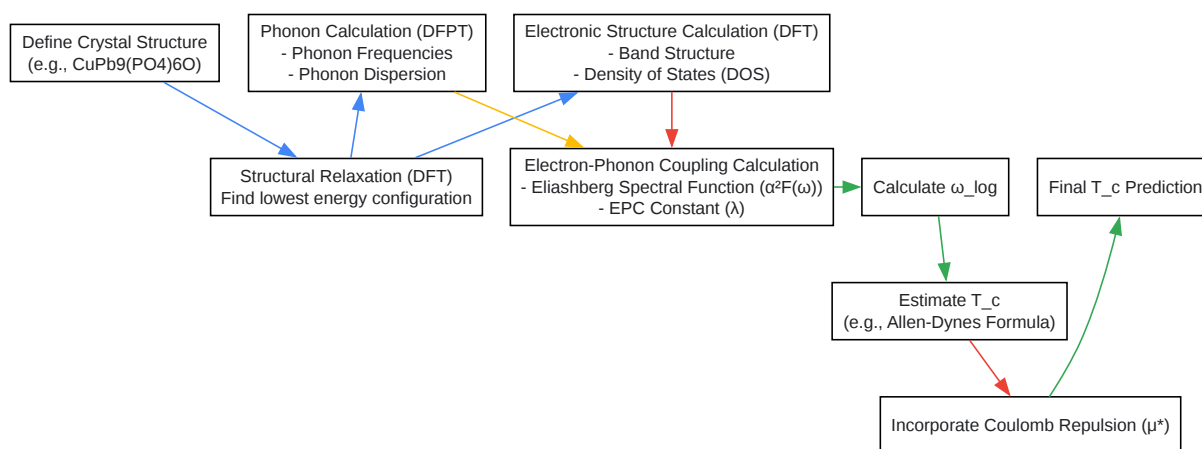 Define Crystal Structure
(e.g., CuPb9(PO4)6O)
Phonon Calculation (DFPT)
- Phonon Frequencies
- Phonon Dispersion
Electronic Structure Calculation (DFT)
- Band Structure
- Density of States (DOS)
Structural Relaxation (DFT)
Find lowest energy configuration
Electron-Phonon Coupling Calculation
- Eliashberg Spectral Function (α²F(ω))
- EPC Constant (λ)
Calculate ω_log
Final T_c Prediction
Estimate T_c
(e.g., Allen-Dynes Formula)
Incorporate Coulomb Repulsion (μ*)